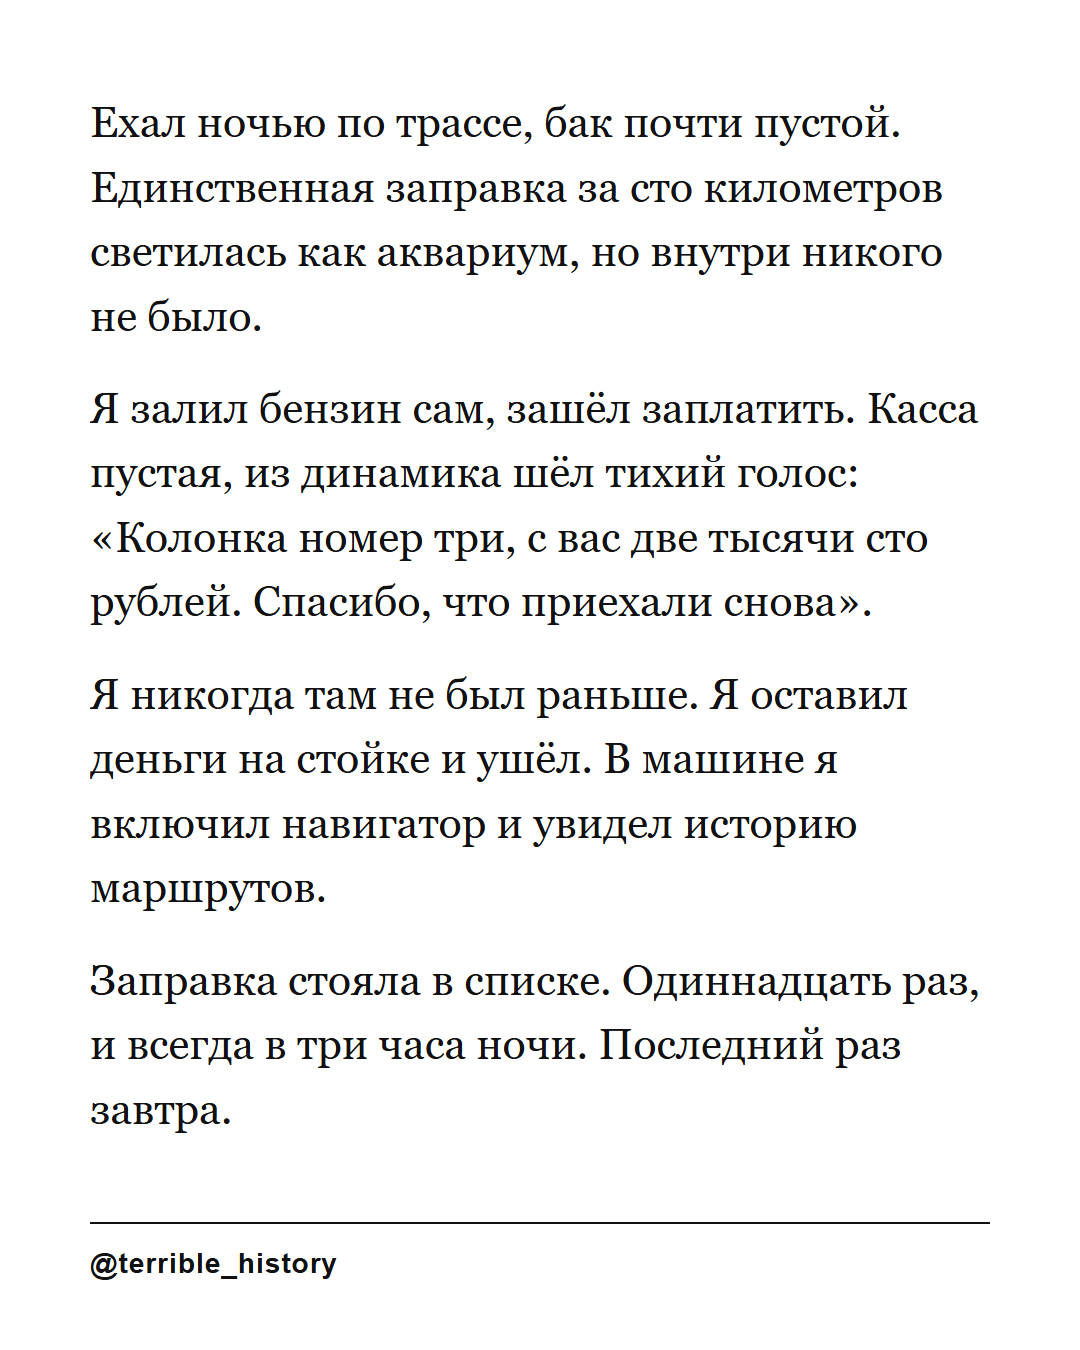 Ехал ночью по трассе, бак почти пустой.
Единственная заправка за сто километров
светилась как аквариум, но внутри никого
не было.
Я залил бензин сам, зашёл заплатить. Касса
пустая, из динамика шёл тихий голос:
«Колонка номер три, с вас две тысячи сто
рублей. Спасибо, что приехали снова».
Я никогда там не был раньше. Я оставил
деньги на стойке и ушёл. В машине я
включил навигатор и увидел историю
маршрутов.
Заправка стояла в списке. Одиннадцать раз,
и всегда в три часа ночи. Последний раз
завтра.
@terrible_history